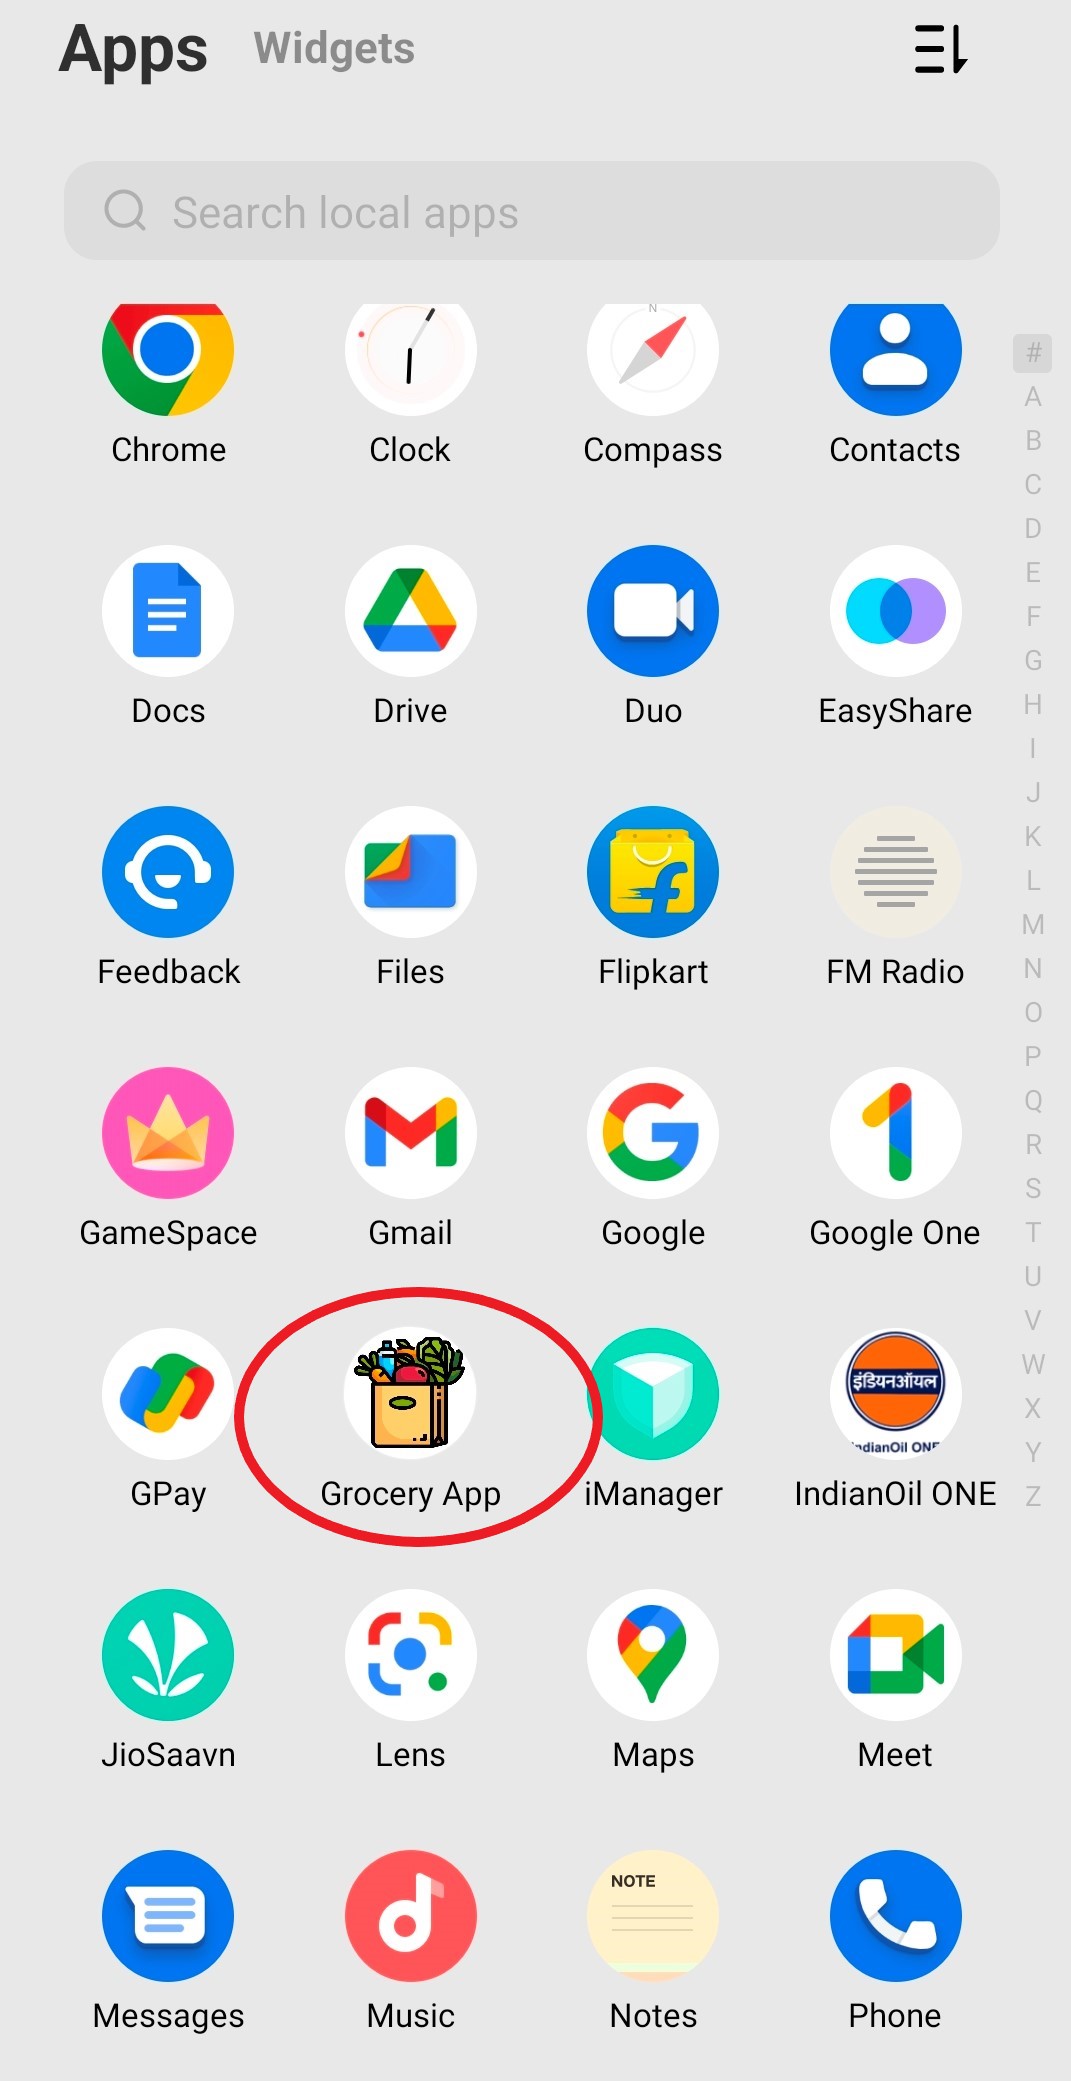 Apps Widgets
Search local apps
N
Chrome Clock Compass Contacts
Docs Drive Duo EasyShare
Feedback Files Flipkart FM Radio
GameSpace Gmail Google Google One
इंडियनऑयल
IndianOil ONE
GPay Grocery App iManager IndianOil ONE
JioSaavn Lens Maps Meet
NOTE
Messages Music Notes Phone
#
A
B
C
D
E
F
G
H
I
J
K
L
M
N
O
P
Q
R
S
T
U
V
W
X
Y
Z